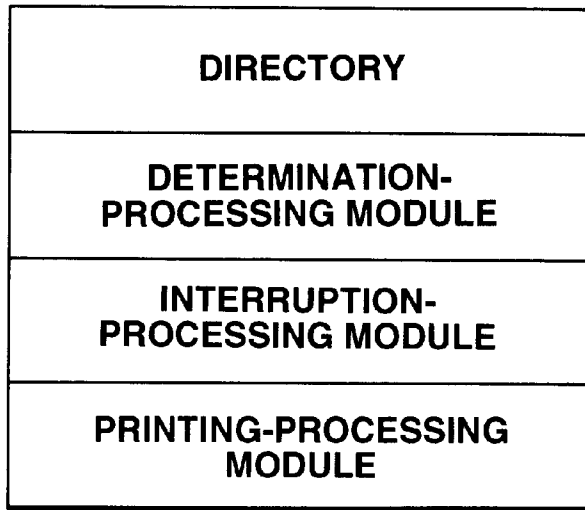 DIRECTORY
DETERMINATION-
PROCESSING MODULE
INTERRUPTION-
PROCESSING MODULE
PRINTING-PROCESSING
MODULE